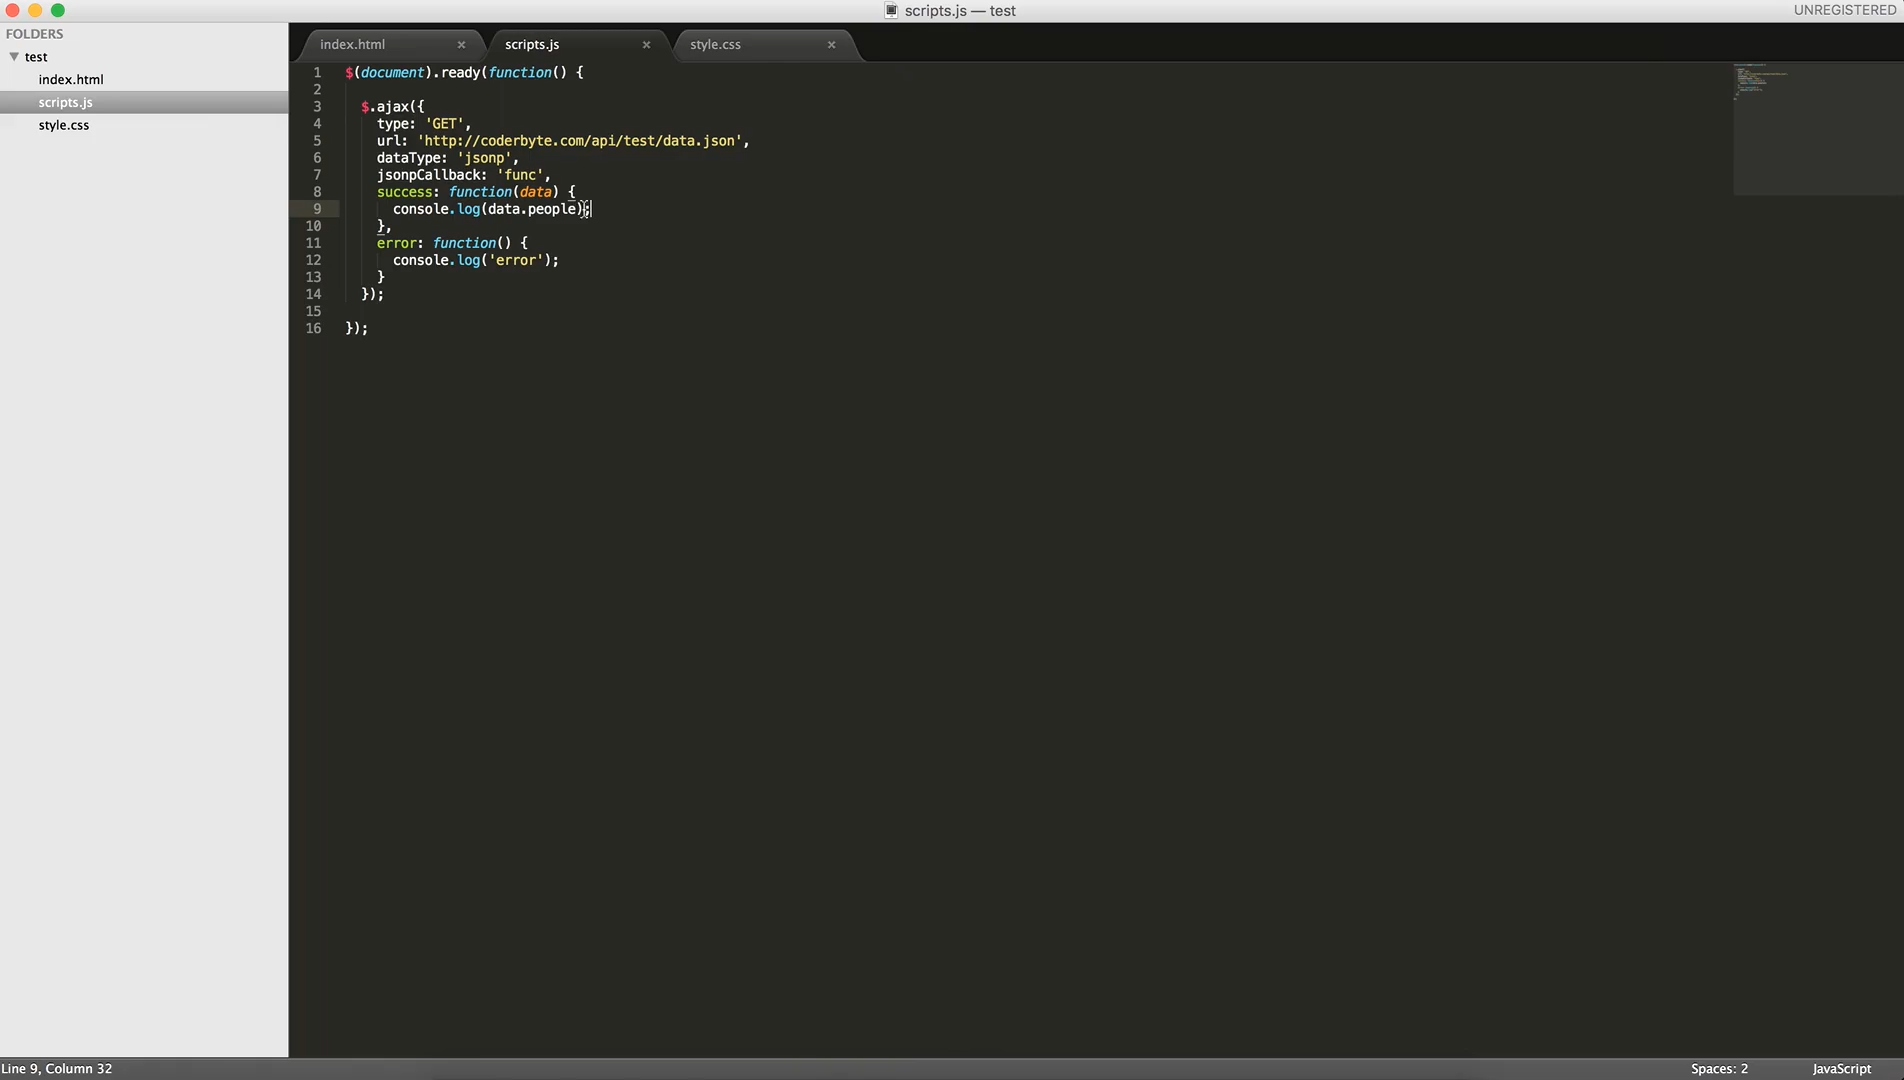 scripts.js — test
UNREGISTERED
FOLDERS
test
index.html
scripts.js
style.css
index.html ×
scripts.js ×
style.css ×
1 $(document).ready(function() {
2
3 $.ajax({
4 type: 'GET',
5 url: 'http://coderbyte.com/api/test/data.json',
6 dataType: 'jsonp',
7 jsonpCallback: 'func',
8 success: function(data) {
9 console.log(data.people);
10 },
11 error: function() {
12 console.log('error');
13 }
14 });
15
16 });
Line 9, Column 32
Spaces: 2
JavaScript